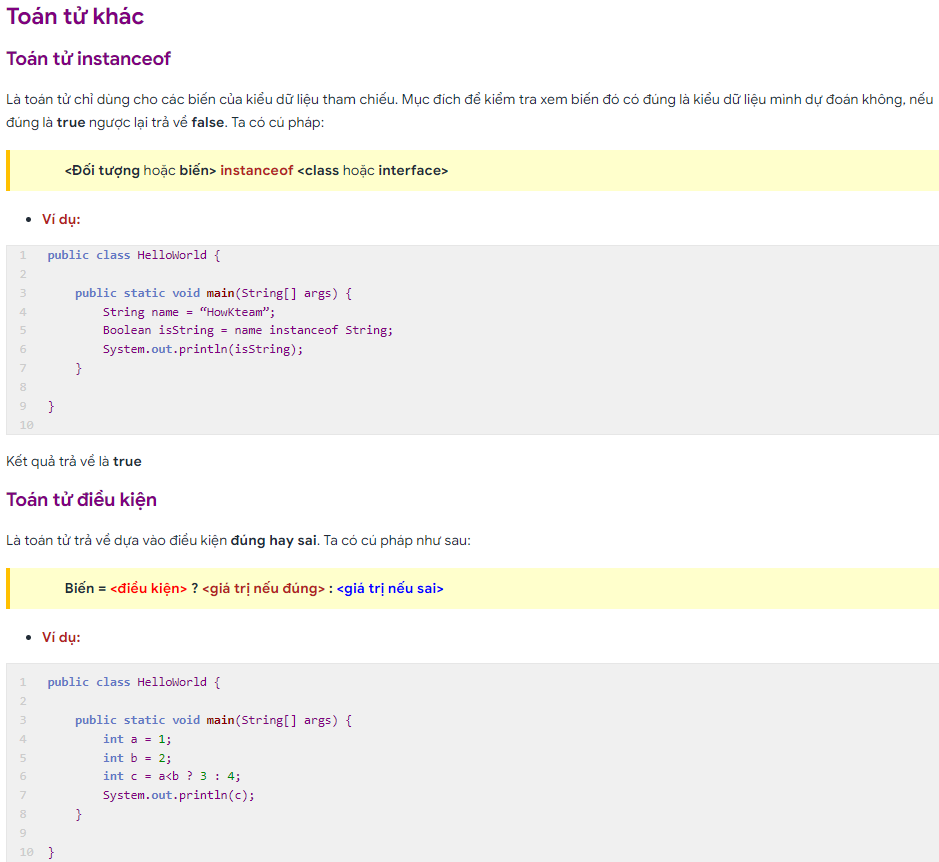 Toán tử khác
Toán tử instanceof
Là toán tử chỉ dùng cho các biến của kiểu dữ liệu tham chiếu. Mục đích để kiểm tra xem biến đó có đúng là kiểu dữ liệu mình dự đoán không, nếu
đúng là true ngược lại trả về false. Ta có cú pháp:
<Đối tượng hoặc biến> instanceof <class hoặc interface>
• Ví dụ:
1 public class HelloWorld {
2
3 public static void main(String[] args) {
4 String name = “HowKteam”;
5 Boolean isString = name instanceof String;
6 System.out.println(isString);
7 }
8
9 }
10
Kết quả trả về là true
Toán tử điều kiện
Là toán tử trả về dựa vào điều kiện đúng hay sai. Ta có cú pháp như sau:
Biến = <điều kiện> ? <giá trị nếu đúng> : <giá trị nếu sai>
• Ví dụ:
1 public class HelloWorld {
2
3 public static void main(String[] args) {
4 int a = 1;
5 int b = 2;
6 int c = a<b ? 3 : 4;
7 System.out.println(c);
8 }
9
10 }